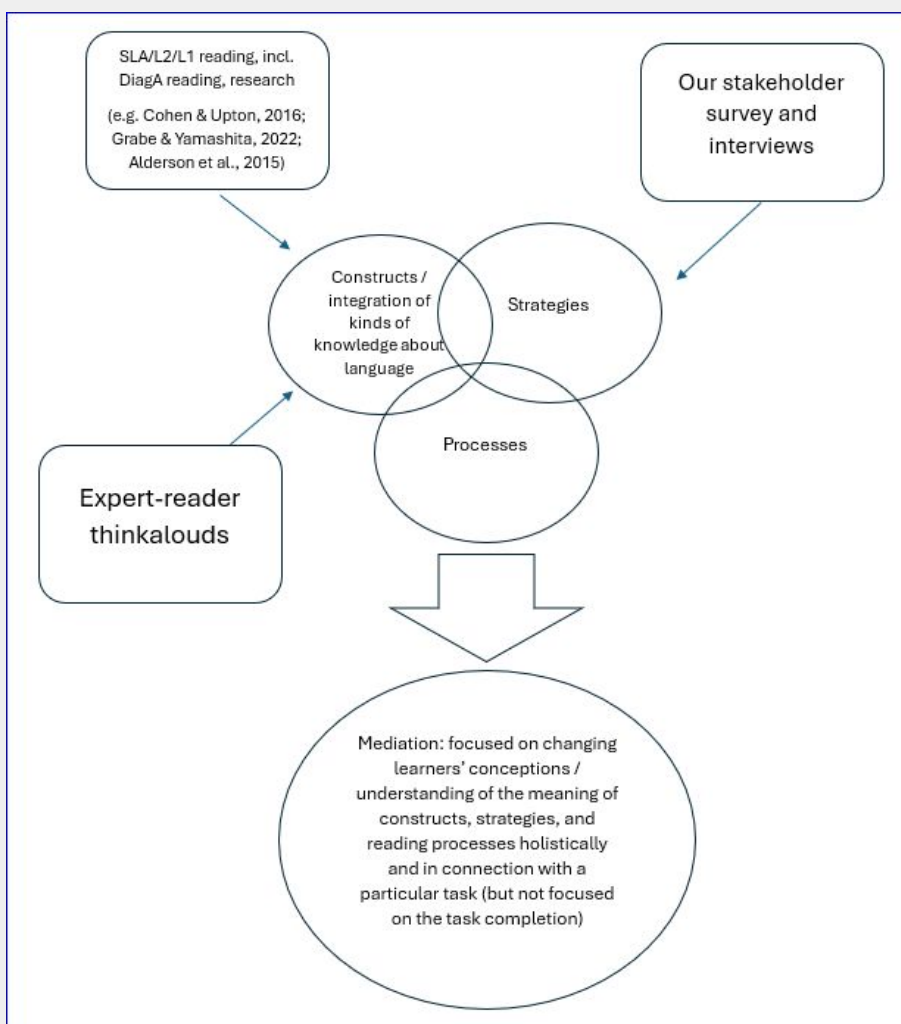 SLA/L2/L1 reading, incl.
DiagA reading, research
(e.g. Cohen & Upton, 2016;
Grabe & Yamashita, 2022;
Alderson et al., 2015)
Our stakeholder
survey and
interviews
Constructs /
integration of
kinds of
knowledge about
language
Strategies
Processes
Expert-reader
thinkalouds
Mediation: focused on changing
learners’ conceptions /
understanding of the meaning of
constructs, strategies, and
reading processes holistically
and in connection with a
particular task (but not focused
on the task completion)